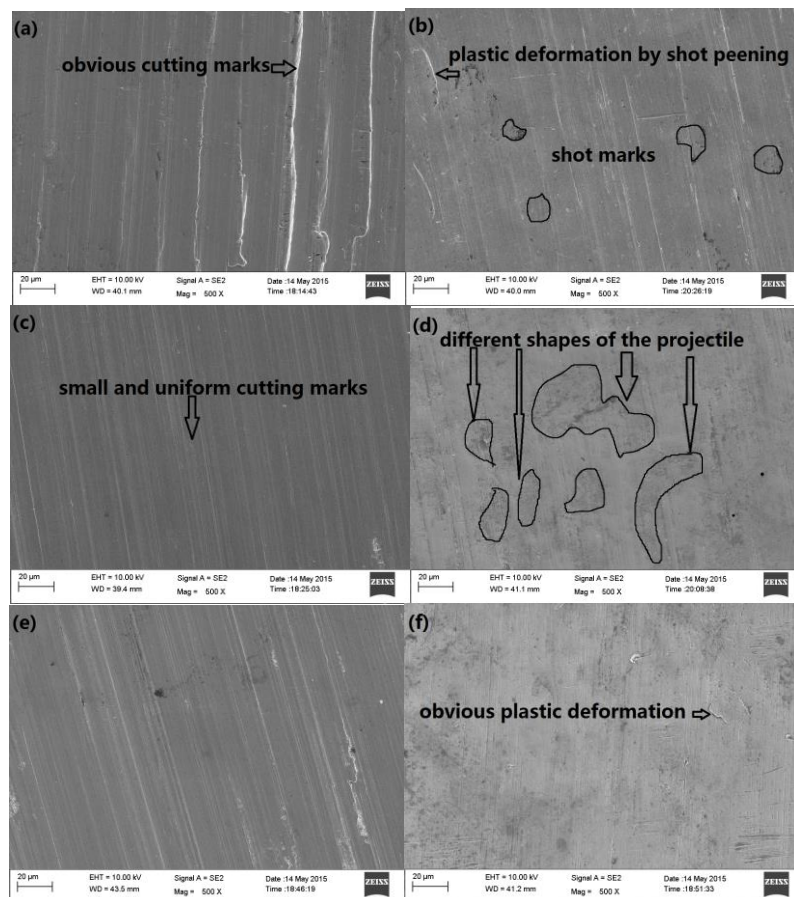 (a)
obvious cutting marks
20 µm
EHT = 10.00 kV
Signal A = SE2
Date :14 May 2015
WD = 40.1 mm
Mag = 500 X
Time :18:14:43
ZEISS
(b)
plastic deformation by shot peening
shot marks
20 µm
EHT = 10.00 kV
Signal A = SE2
Date :14 May 2015
WD = 40.0 mm
Mag = 500 X
Time :20:26:19
ZEISS
(c)
small and uniform cutting marks
20 µm
EHT = 10.00 kV
Signal A = SE2
Date :14 May 2015
WD = 39.4 mm
Mag = 500 X
Time :18:25:03
ZEISS
(d)
different shapes of the projectile
20 µm
EHT = 10.00 kV
Signal A = SE2
Date :14 May 2015
WD = 41.1 mm
Mag = 500 X
Time :20:08:38
ZEISS
(e)
20 µm
EHT = 10.00 kV
Signal A = SE2
Date :14 May 2015
WD = 43.5 mm
Mag = 500 X
Time :18:46:19
ZEISS
(f)
obvious plastic deformation
20 µm
EHT = 10.00 kV
Signal A = SE2
Date :14 May 2015
WD = 41.2 mm
Mag = 500 X
Time :18:51:33
ZEISS